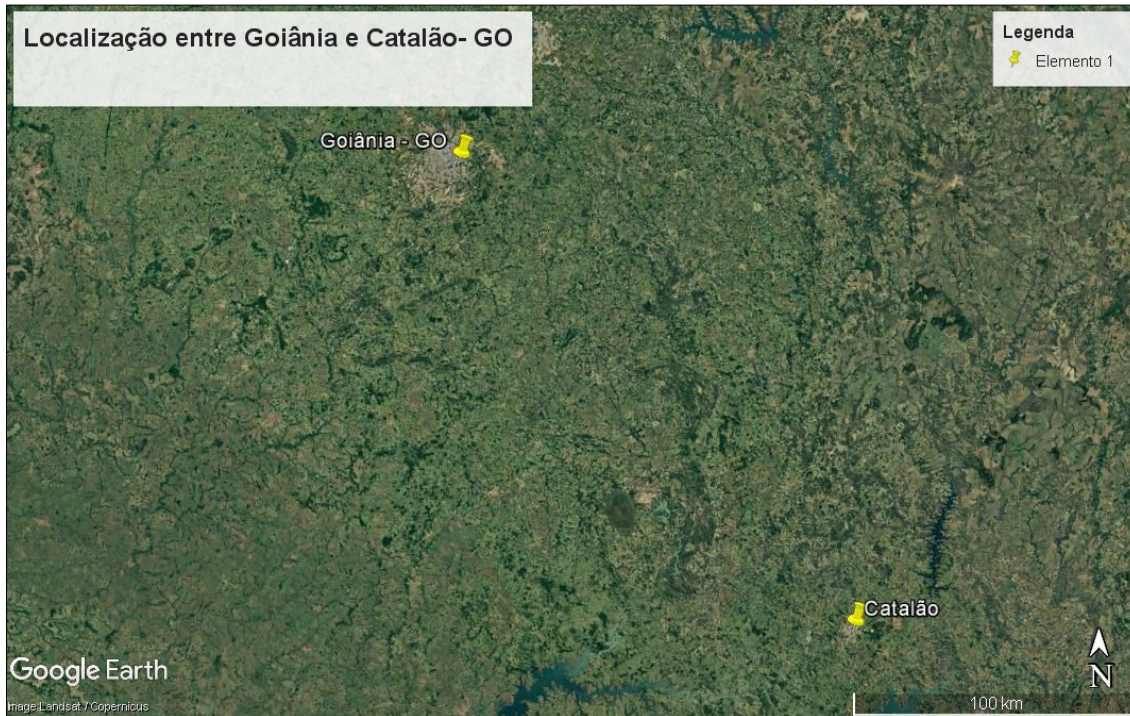 Localização entre Goiânia e Catalão- GO
Legenda
Elemento 1
Goiânia - GO
Catalão
Google Earth
N
Image Landsat / Copernicus
100 km